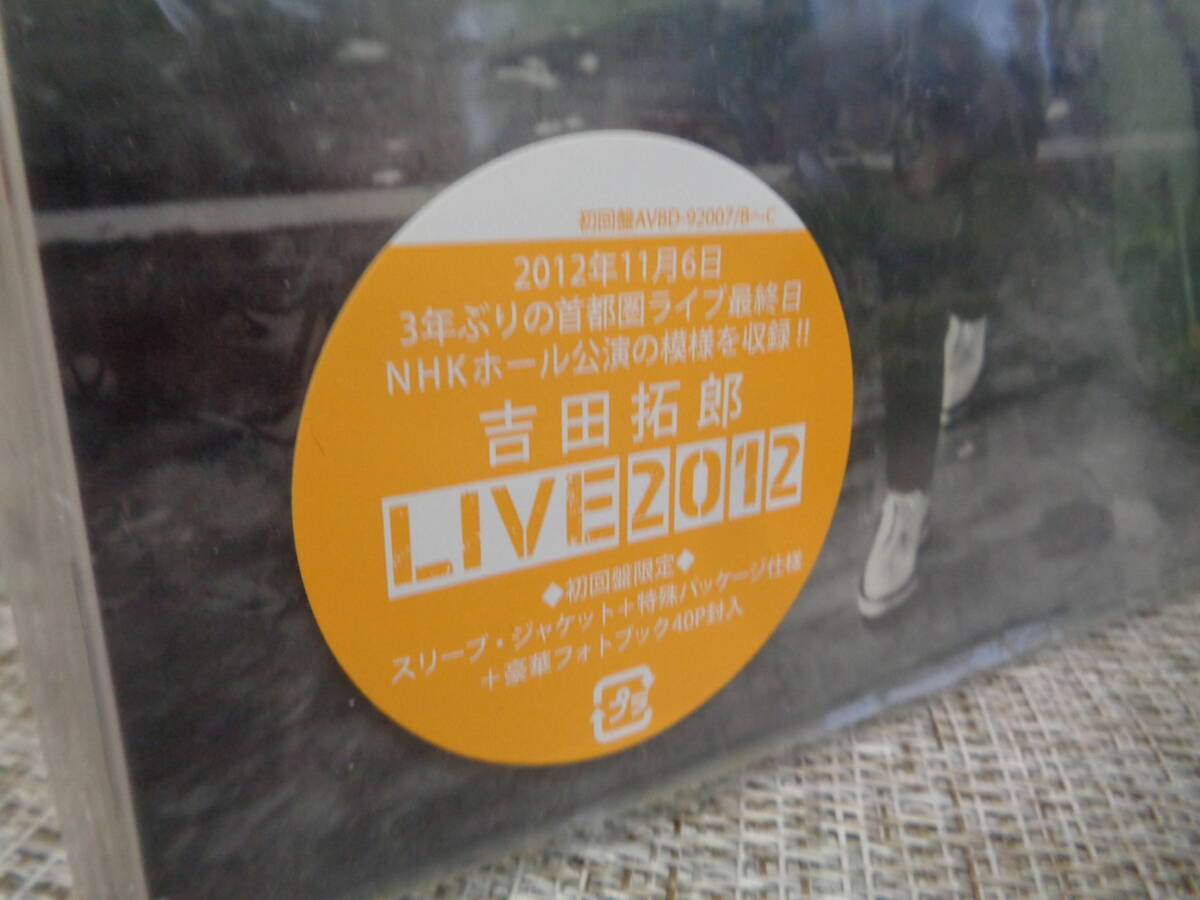 初回盤AVBD-92007/B～C
2012年11月6日
3年ぶりの首都圏ライブ最終日
NHKホール公演の模様を収録!!
吉田拓郎
LIVE2012
◆初回盤限定◆
スリーブ・ジャケット＋特殊パッケージ仕様
＋豪華フォトブック40P封入
プラ